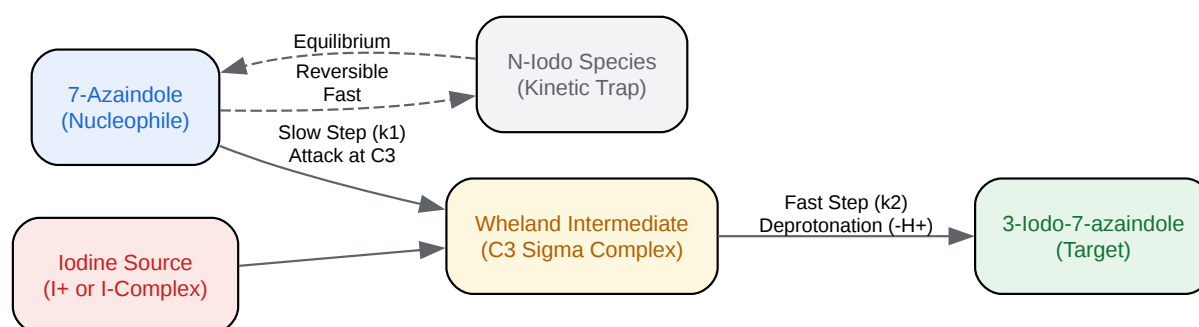 Equilibrium
N-Iodo Species
(Kinetic Trap)
7-Azaindole
(Nucleophile)
Reversible
Fast
Slow Step (k1)
Attack at C3
Iodine Source
(I+ or I-Complex)
Wheland Intermediate
(C3 Sigma Complex)
Fast Step (k2)
Deprotonation (-H+)
3-Iodo-7-azaindole
(Target)